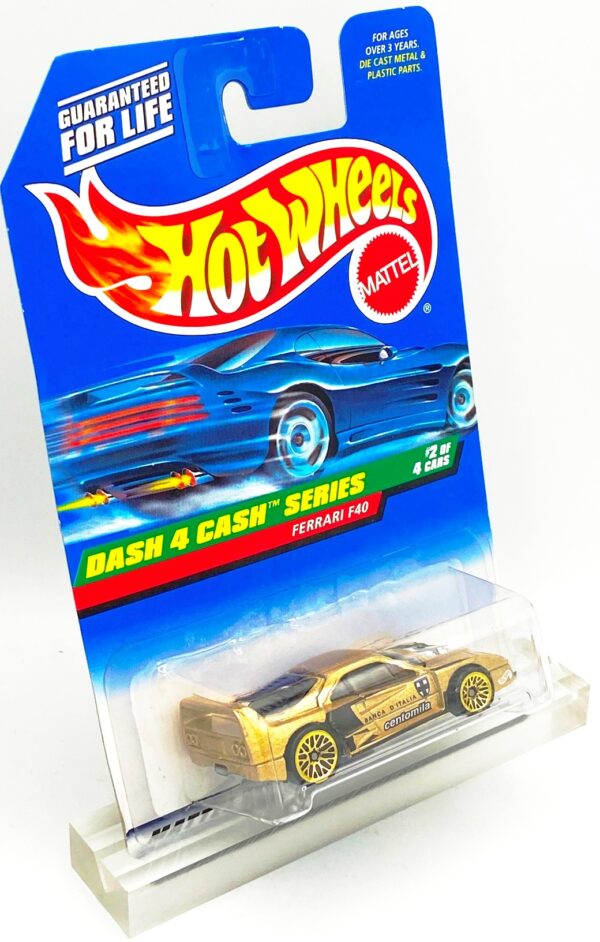 GUARANTEED
FOR LIFE
FOR AGES
OVER 3 YEARS.
DIE CAST METAL &
PLASTIC PARTS.
HOT WHEELS
MATTEL
®
#2 OF
4 CARS
DASH 4 CASH™ SERIES
FERRARI F40
BANCA D'ITALIA
centomila